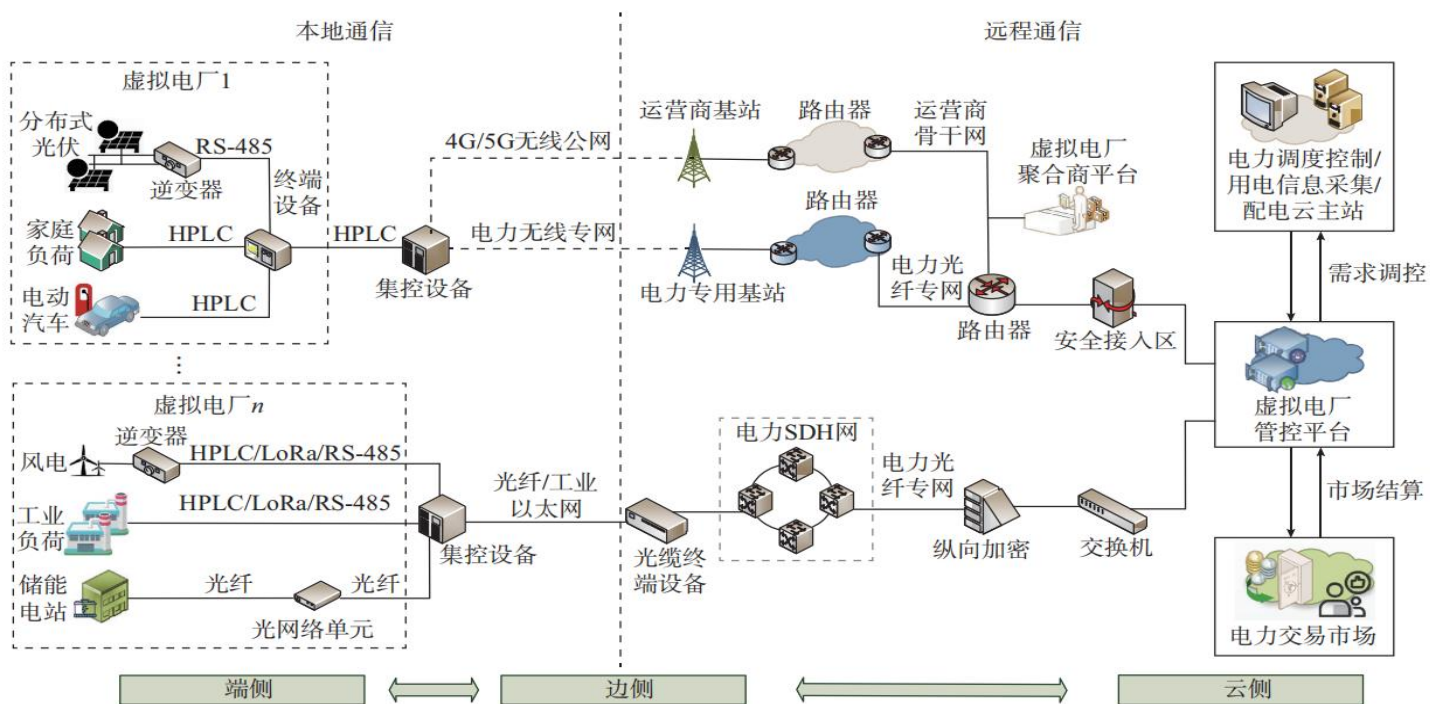 本地通信
远程通信
虚拟电厂1
分布式
光伏
RS-485
逆变器
终端
设备
家庭
负荷
HPLC
HPLC
电动
汽车
HPLC
集控设备
4G/5G无线公网
电力无线专网
运营商基站
路由器
运营商
骨干网
虚拟电厂
聚合商平台
电力专用基站
路由器
电力光
纤专网
路由器
安全接入区
电力调度控制/
用电信息采集/
配电云主站
需求调控
虚拟电厂
管控平台
市场结算
电力交易市场
⋮
虚拟电厂n
风电
逆变器
HPLC/LoRa/RS-485
工业
负荷
HPLC/LoRa/RS-485
储能
电站
光纤
光纤
光网络单元
集控设备
光纤/工业
以太网
光缆终
端设备
电力SDH网
电力光
纤专网
纵向加密
交换机
端侧
边侧
云侧